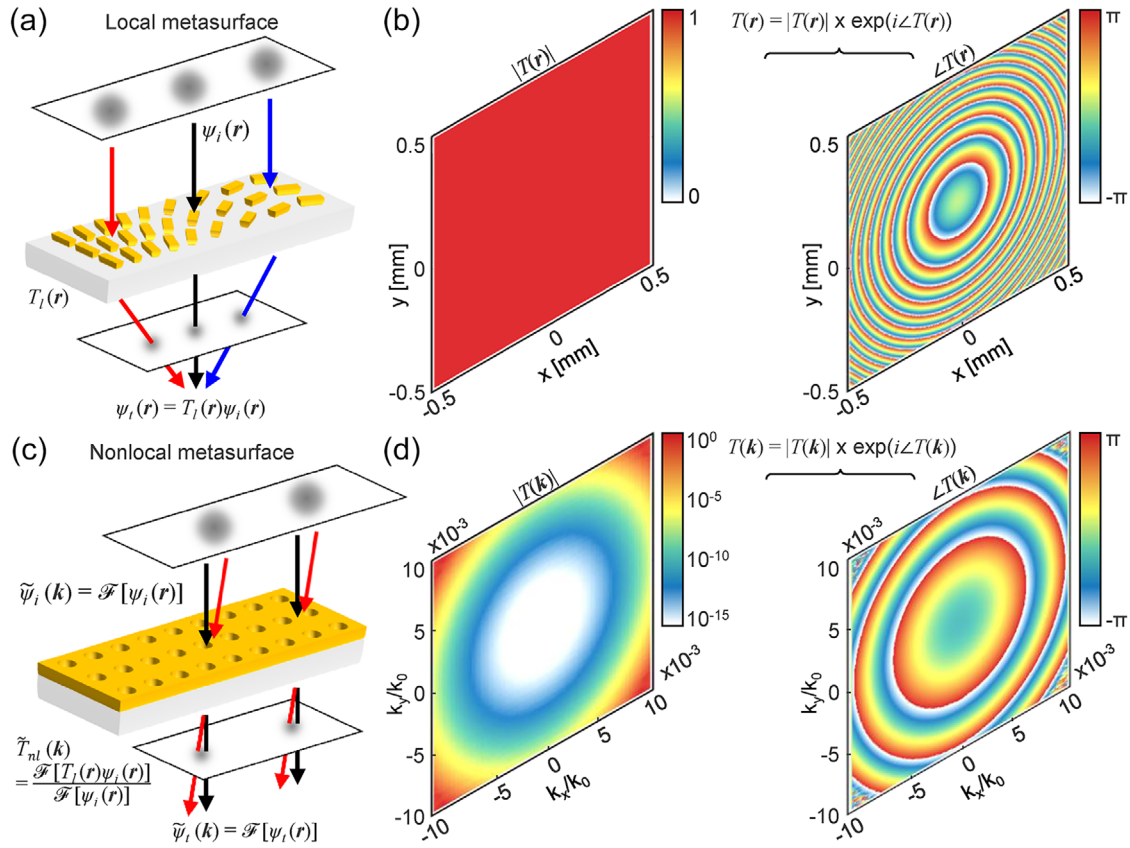 (a)
Local metasurface
ψᵢ(r)
Tₗ(r)
ψₜ(r) = Tₗ(r)ψᵢ(r)
(b)
|T(r)|
1
0
0.5
0
-0.5
y [mm]
-0.5
0
0.5
x [mm]
T(r) = |T(r)| x exp(i∠T(r))
∠T(r)
π
-π
0.5
0
-0.5
y [mm]
-0.5
0
0.5
x [mm]
(c)
Nonlocal metasurface
ψ̃ᵢ(k) = ℱ[ψᵢ(r)]
T̃ₙₗ(k)
= ℱ[Tₗ(r)ψᵢ(r)]
ℱ[ψᵢ(r)]
ψ̃ₜ(k) = ℱ[ψₜ(r)]
(d)
|T(k)|
10⁰
10⁻⁵
10⁻¹⁰
10⁻¹⁵
x10⁻³
10
5
0
-5
-10
k_y/k₀
-10
-5
0
5
10
x10⁻³
kₓ/k₀
T(k) = |T(k)| x exp(i∠T(k))
∠T(k)
π
-π
x10⁻³
10
5
0
-5
-10
k_y/k₀
-10
-5
0
5
10
x10⁻³
kₓ/k₀